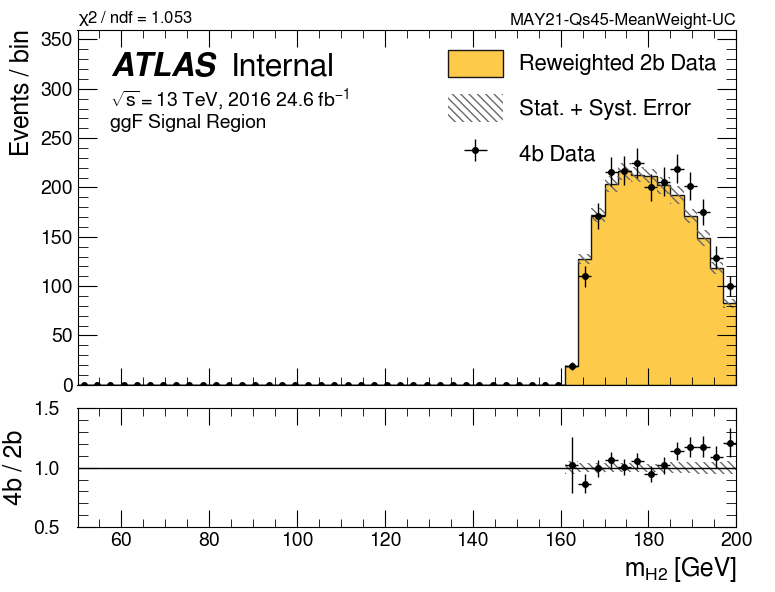 χ2 / ndf = 1.053
MAY21-Qs45-MeanWeight-UC
ATLAS Internal
√s = 13 TeV, 2016 24.6 fb⁻¹
ggF Signal Region
Reweighted 2b Data
Stat. + Syst. Error
4b Data
Events / bin
350
300
250
200
150
100
50
0
4b / 2b
1.5
1.0
0.5
60 80 100 120 140 160 180 200
mH2 [GeV]